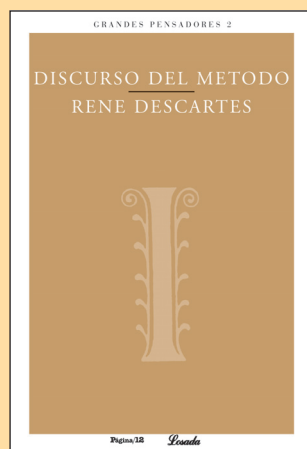 GRANDES PENSADORES 2
DISCURSO DEL METODO
RENE DESCARTES
Página/12 Losada